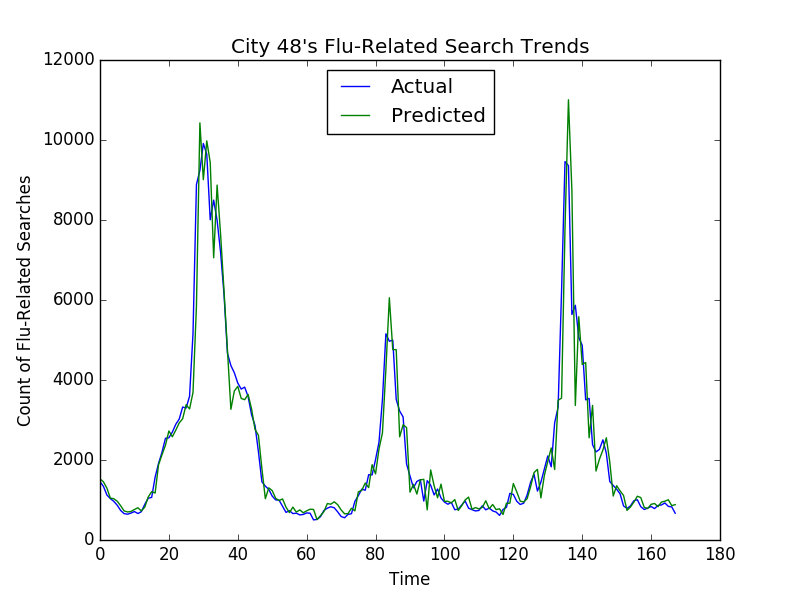 City 48's Flu-Related Search Trends
Actual
Predicted
Count of Flu-Related Searches
12000
10000
8000
6000
4000
2000
0
0 20 40 60 80 100 120 140 160 180
Time